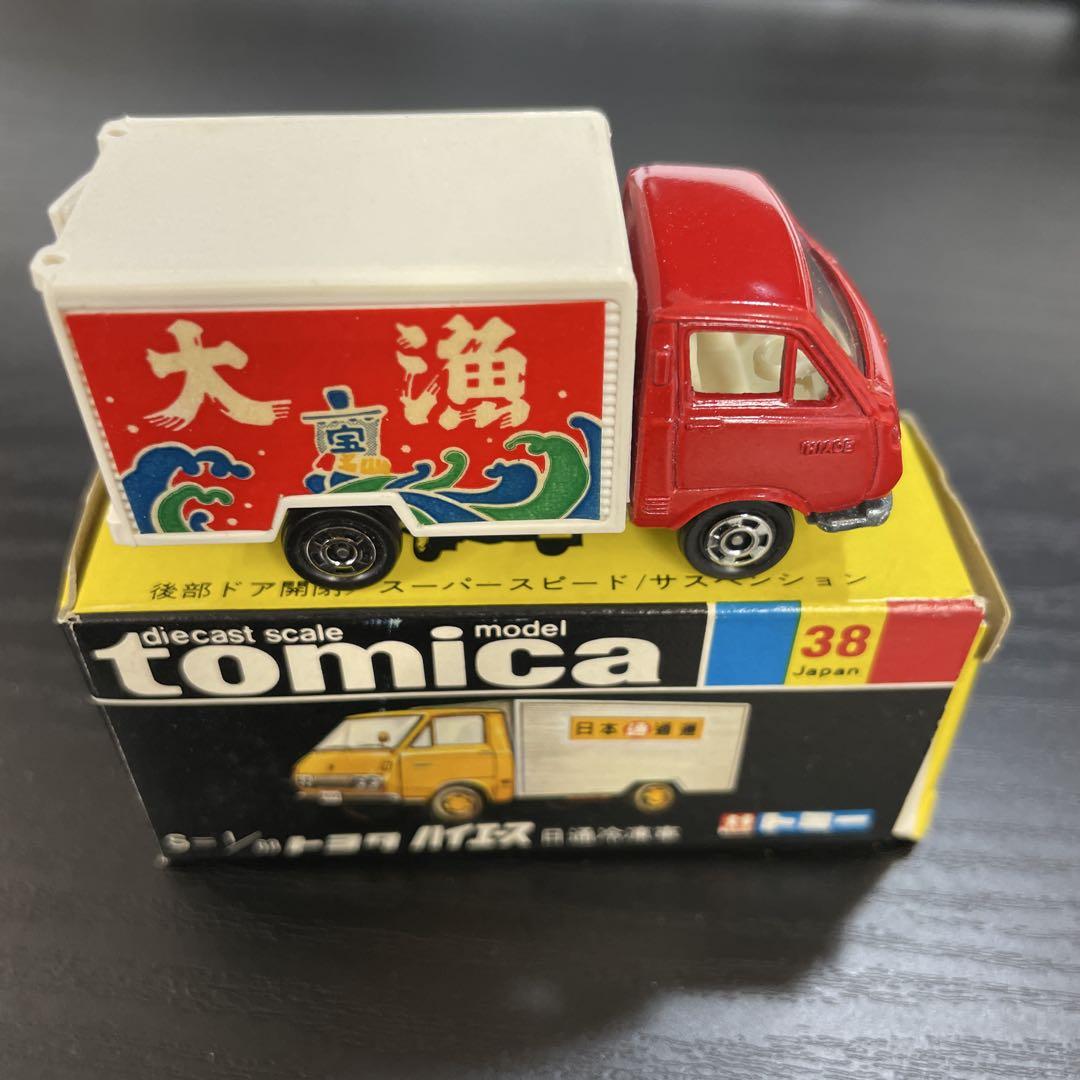 大漁
宝
HIACE
後部ドア開閉/スーパースピード/サスペンション
diecast scale model
tomica
38
Japan
日本通運
S=1/
トヨタ ハイエース 日通冷凍車
トミー